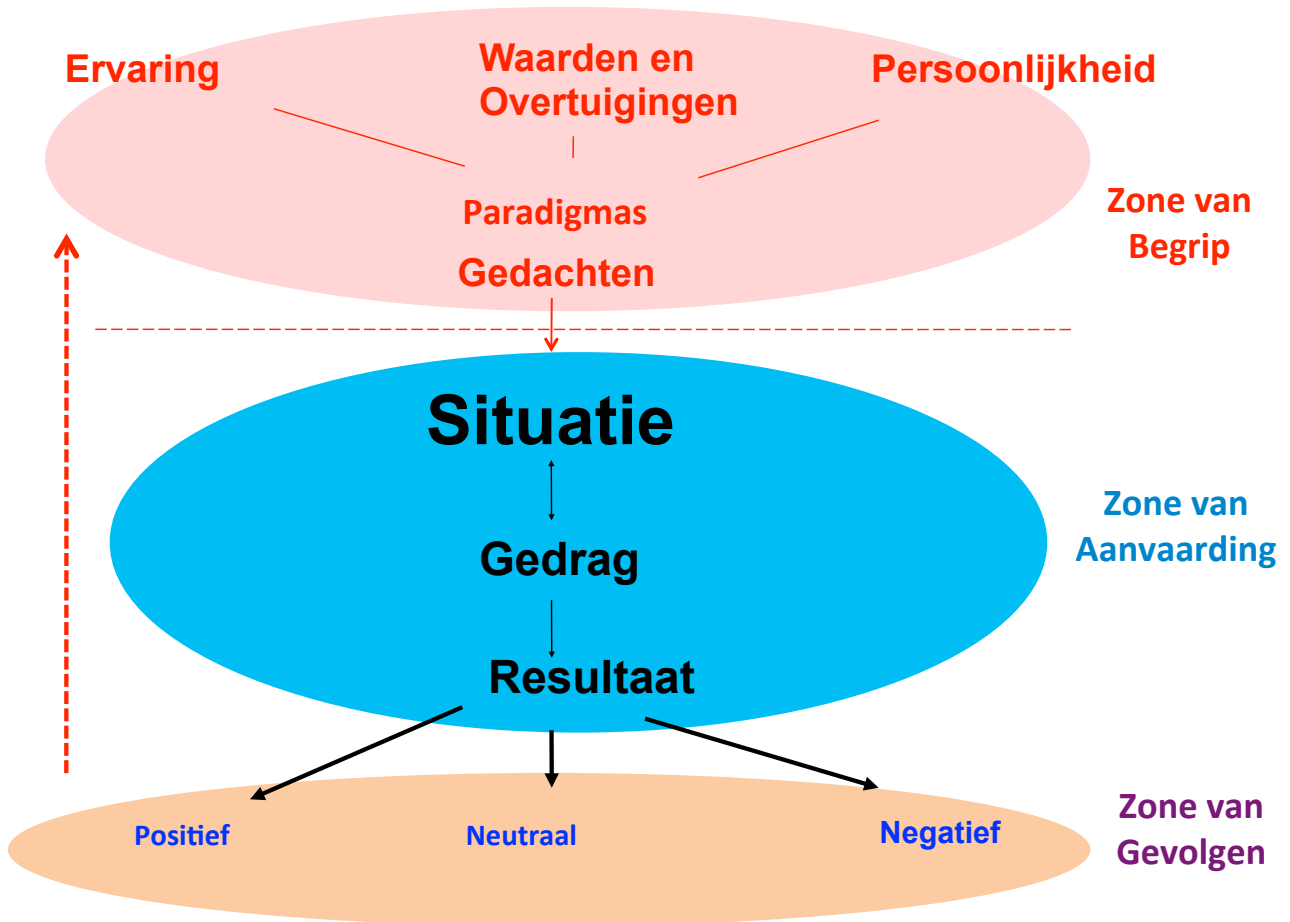 Ervaring
Waarden en
Overtuigingen
Persoonlijkheid
Paradigmas
Gedachten
Zone van
Begrip
Situatie
Gedrag
Resultaat
Zone van
Aanvaarding
Positief
Neutraal
Negatief
Zone van
Gevolgen